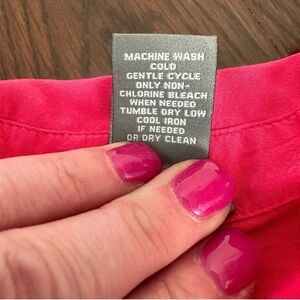 MACHINE WASH
COLD
GENTLE CYCLE
ONLY NON-
CHLORINE BLEACH
WHEN NEEDED
TUMBLE DRY LOW
COOL IRON
IF NEEDED
OR DRY CLEAN